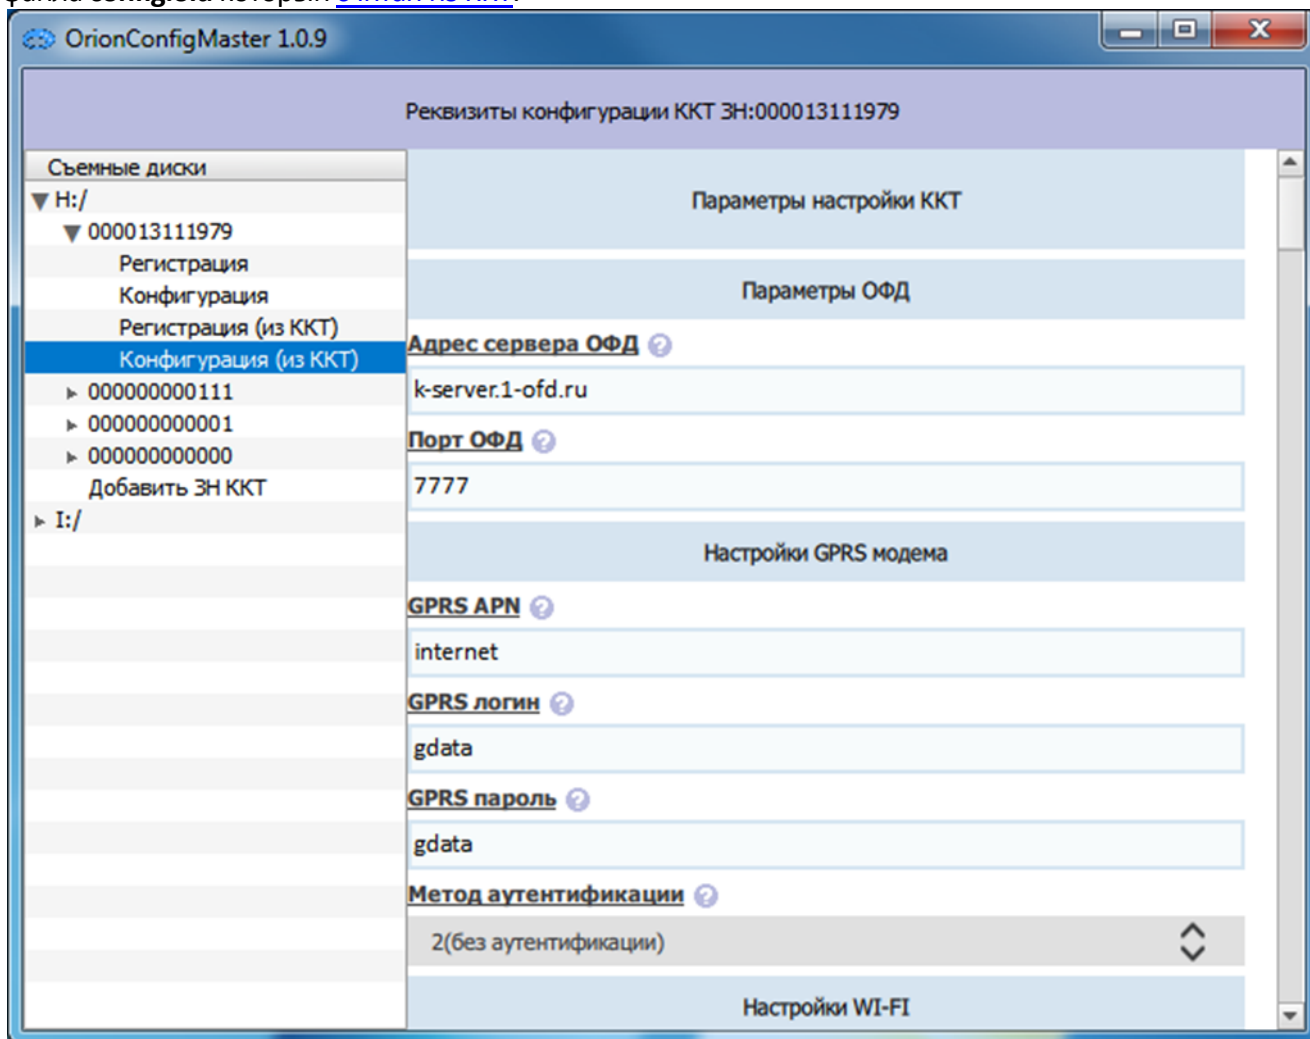 OrionConfigMaster 1.0.9
Реквизиты конфигурации ККТ ЗН:000013111979
Съемные диски
H:/
000013111979
Регистрация
Конфигурация
Регистрация (из ККТ)
Конфигурация (из ККТ)
000000000111
000000000001
000000000000
Добавить ЗН ККТ
I:/
Параметры настройки ККТ
Параметры ОФД
Адрес сервера ОФД
k-server.1-ofd.ru
Порт ОФД
7777
Настройки GPRS модема
GPRS APN
internet
GPRS логин
gdata
GPRS пароль
gdata
Метод аутентификации
2(без аутентификации)
Настройки WI-FI